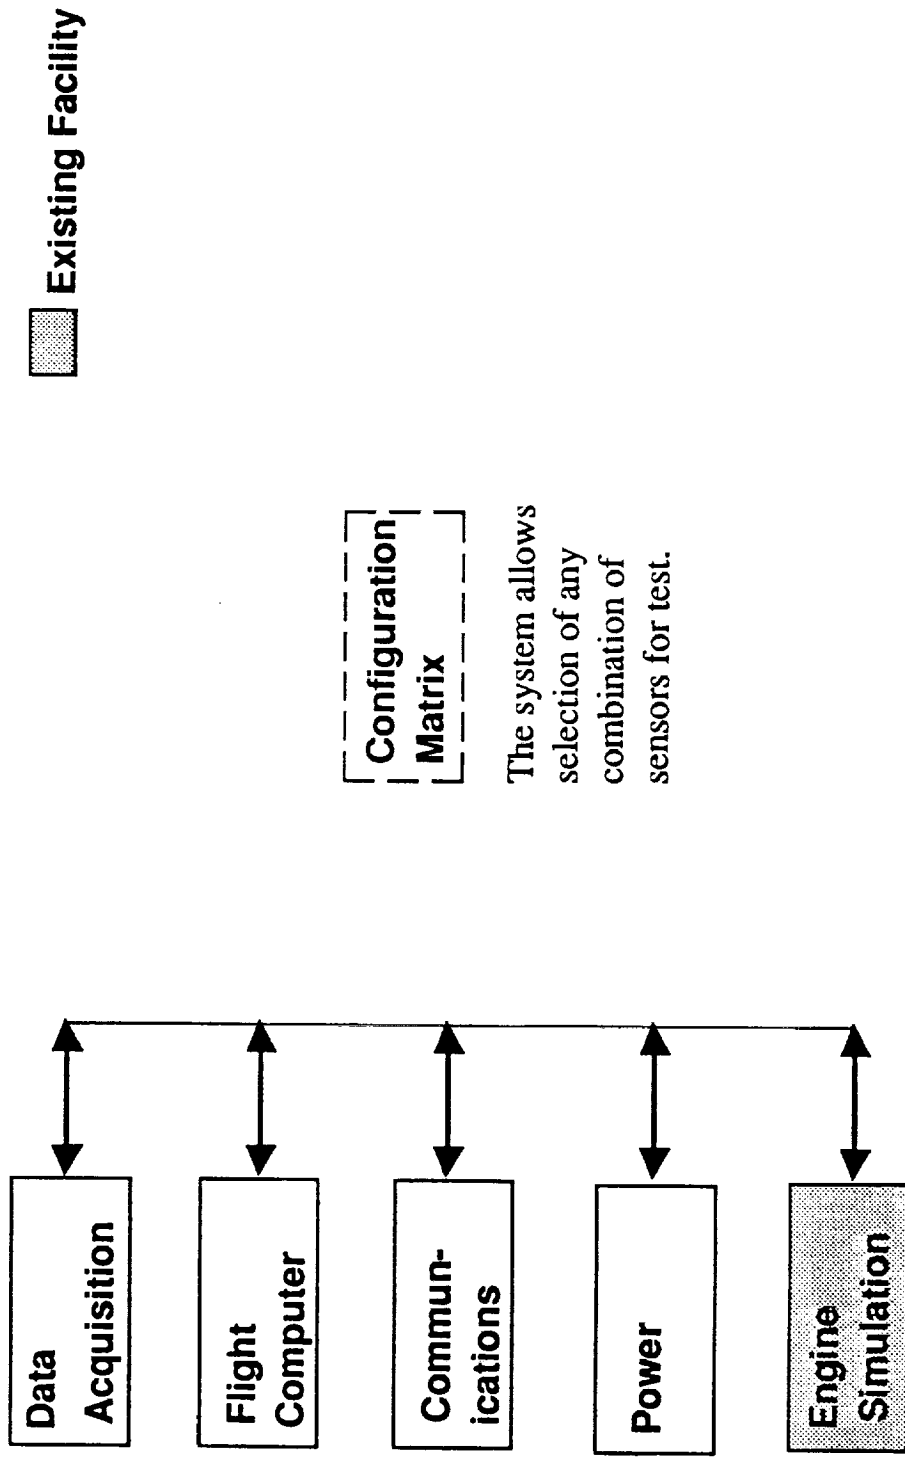 Existing Facility
Configuration
Matrix
The system allows
selection of any
combination of
sensors for test.
Data
Acquisition
Flight
Computer
Commun-
ications
Power
Engine
Simulation